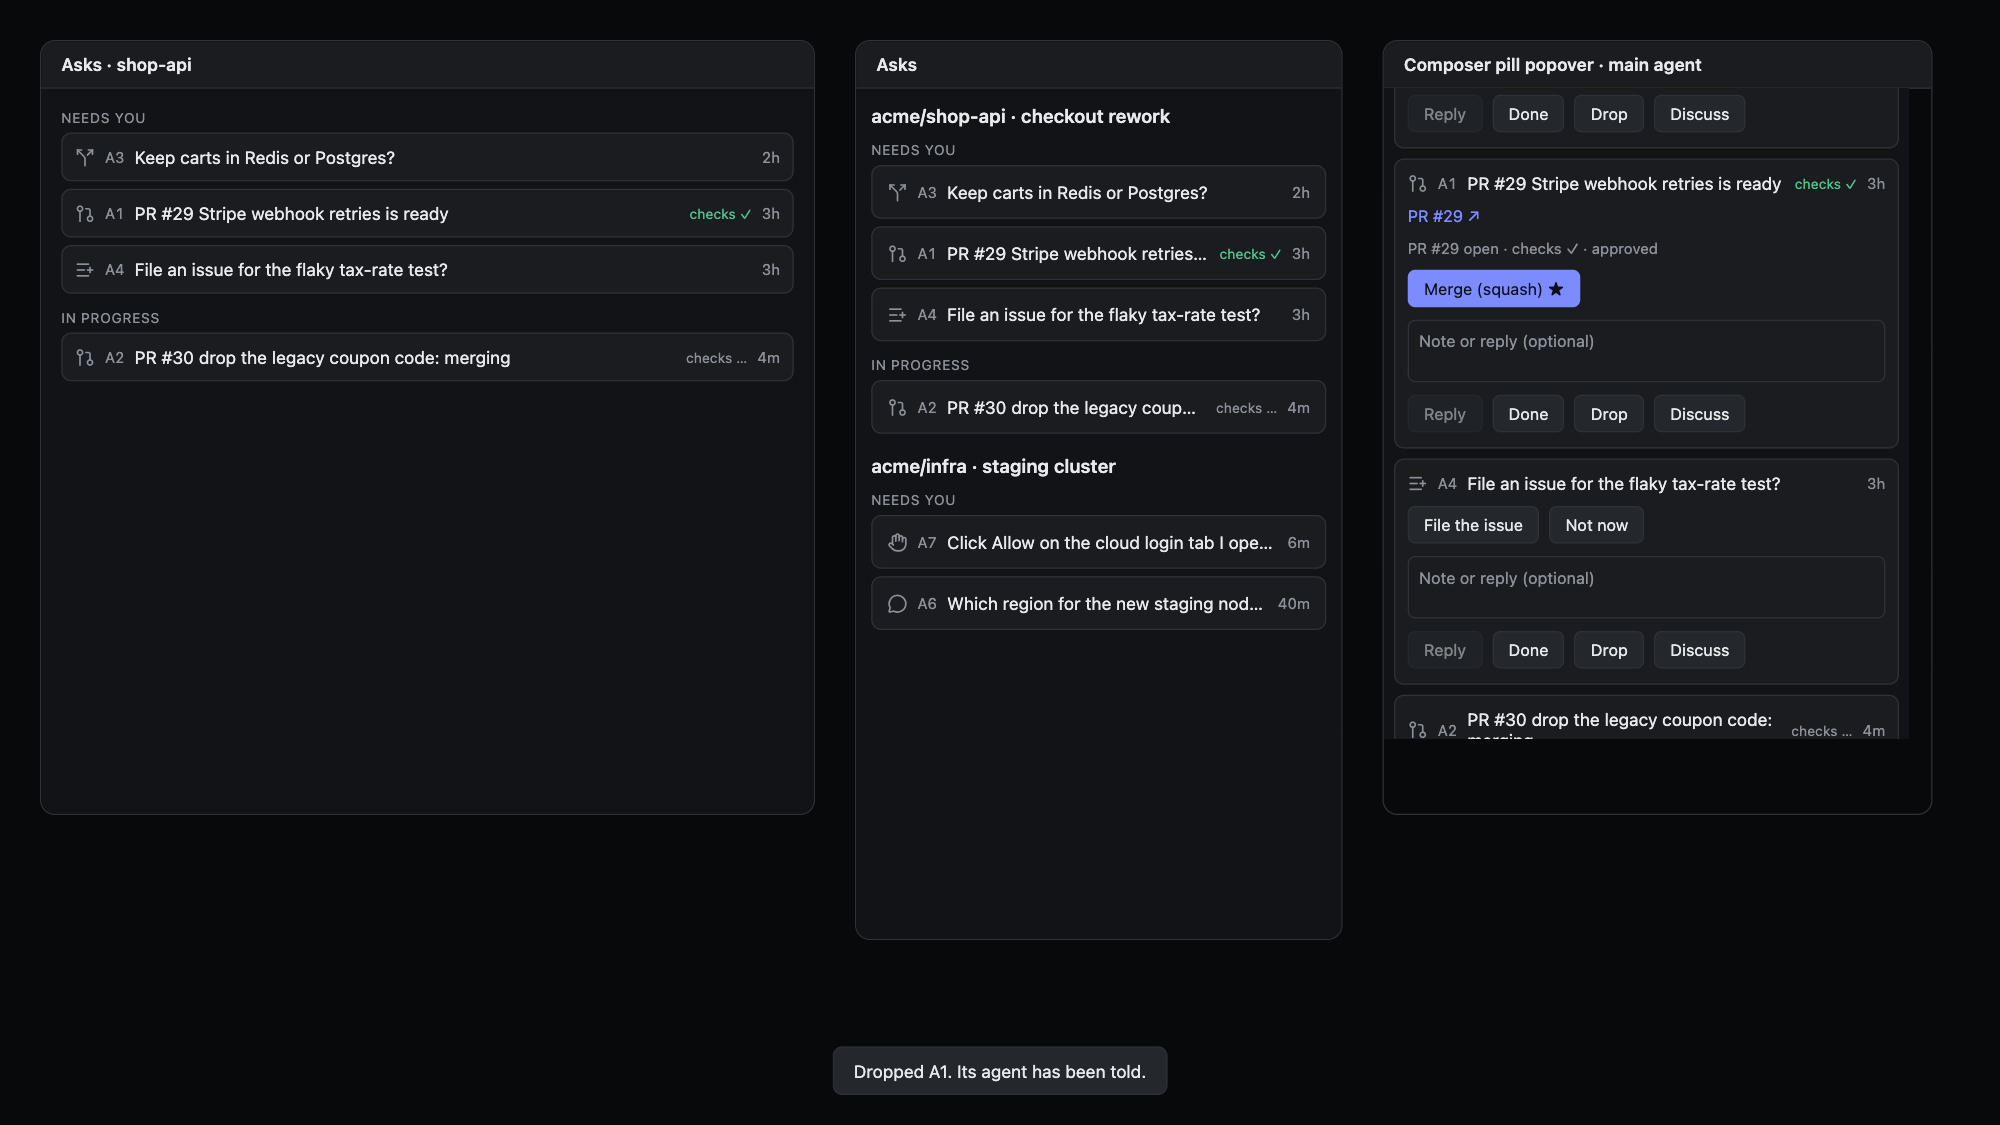 Asks · shop-api
NEEDS YOU
A3 Keep carts in Redis or Postgres? 2h
A1 PR #29 Stripe webhook retries is ready checks ✓ 3h
A4 File an issue for the flaky tax-rate test? 3h
IN PROGRESS
A2 PR #30 drop the legacy coupon code: merging checks ... 4m
Asks
acme/shop-api · checkout rework
NEEDS YOU
A3 Keep carts in Redis or Postgres? 2h
A1 PR #29 Stripe webhook retries... checks ✓ 3h
A4 File an issue for the flaky tax-rate test? 3h
IN PROGRESS
A2 PR #30 drop the legacy coup... checks ... 4m
acme/infra · staging cluster
NEEDS YOU
A7 Click Allow on the cloud login tab I ope... 6m
A6 Which region for the new staging nod... 40m
Composer pill popover · main agent
Reply Done Drop Discuss
A1 PR #29 Stripe webhook retries is ready checks ✓ 3h
PR #29 ↗
PR #29 open · checks ✓ · approved
Merge (squash) ★
Note or reply (optional)
Reply Done Drop Discuss
A4 File an issue for the flaky tax-rate test? 3h
File the issue Not now
Note or reply (optional)
Reply Done Drop Discuss
A2 PR #30 drop the legacy coupon code: checks ... 4m
Dropped A1. Its agent has been told.